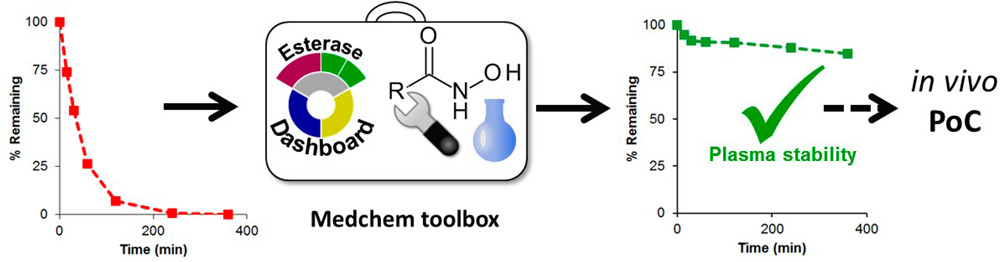 100
75
50
25
0
% Remaining
0
200
400
Time (min)
Esterase
Dashboard
O
R
N
H
OH
Medchem toolbox
100
75
50
25
0
% Remaining
0
200
400
Time (min)
Plasma stability
in vivo
PoC